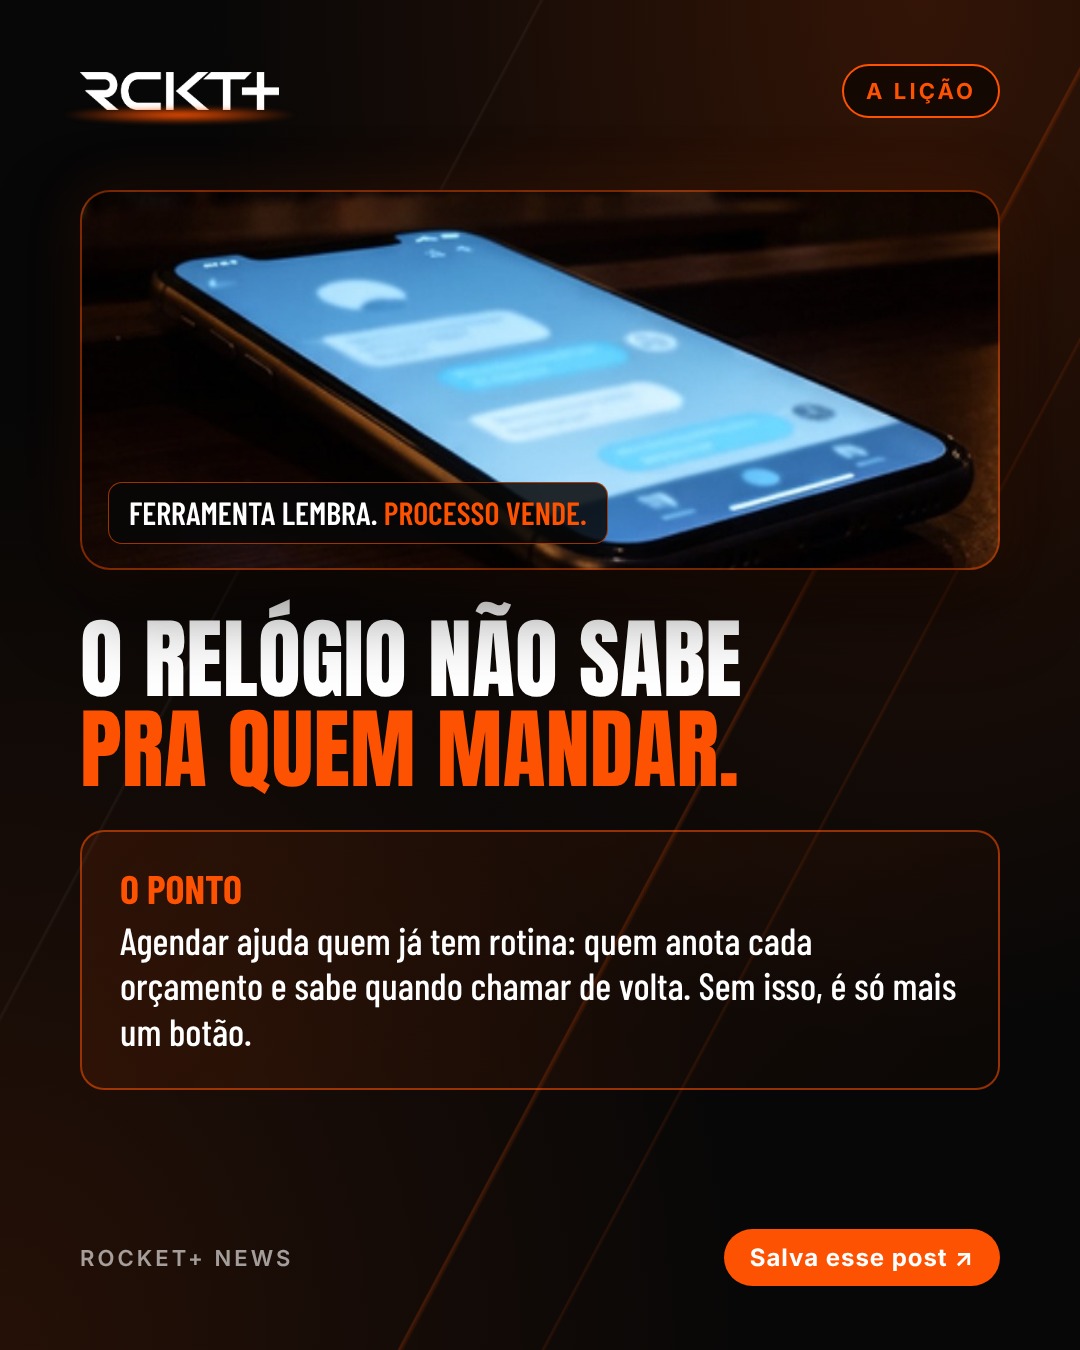 RCKT+
A LIÇÃO
FERRAMENTA LEMBRA. PROCESSO VENDE.
O RELÓGIO NÃO SABE
PRA QUEM MANDAR.
O PONTO
Agendar ajuda quem já tem rotina: quem anota cada
orçamento e sabe quando chamar de volta. Sem isso, é só mais
um botão.
ROCKET+ NEWS
Salva esse post ↗